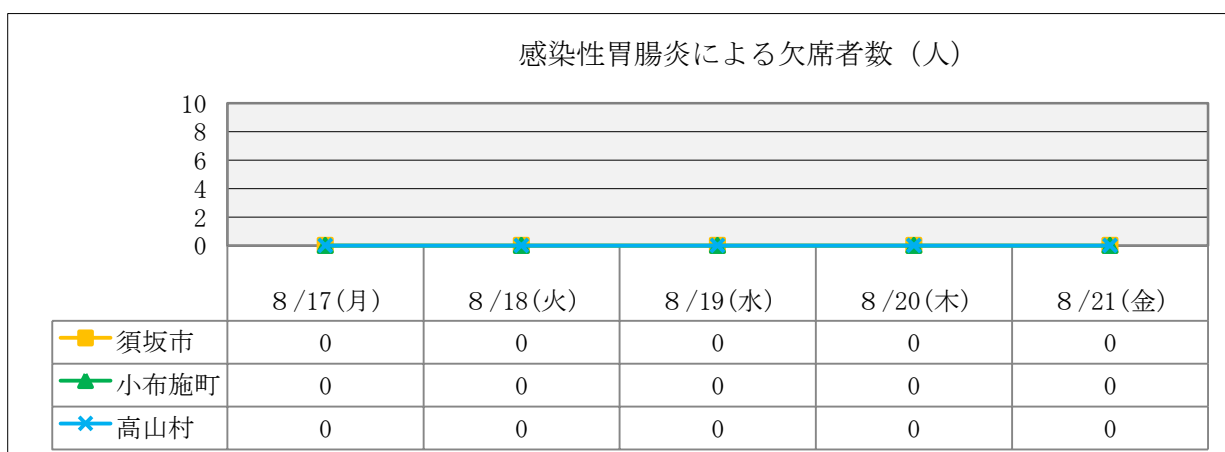 感染性胃腸炎による欠席者数（人）
10
8
6
4
2
0
８/17(月) ８/18(火) ８/19(水) ８/20(木) ８/21(金)
須坂市 0 0 0 0 0
小布施町 0 0 0 0 0
高山村 0 0 0 0 0